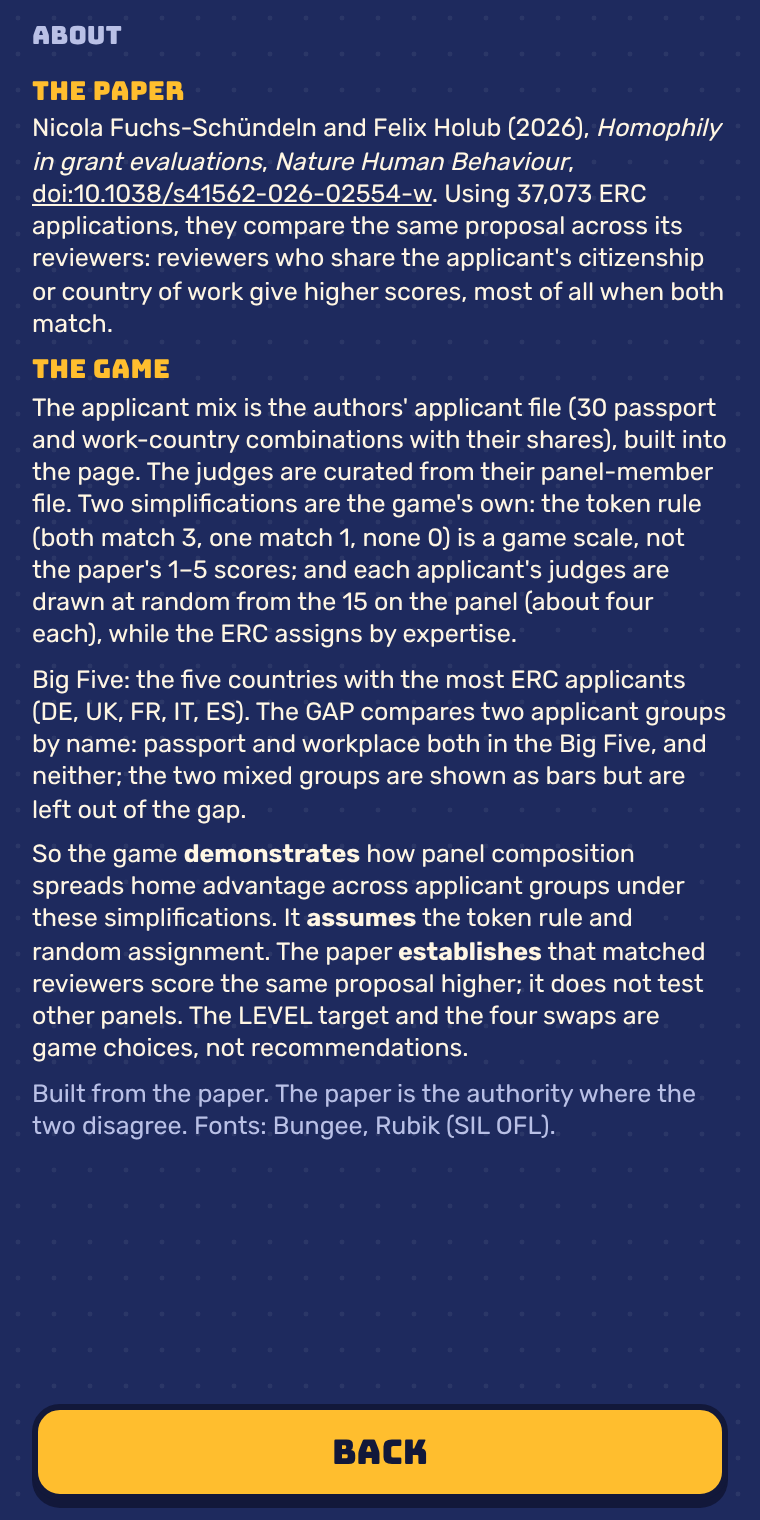 ABOUT
THE PAPER
Nicola Fuchs-Schündeln and Felix Holub (2026), Homophily
in grant evaluations, Nature Human Behaviour,
doi:10.1038/s41562-026-02554-w. Using 37,073 ERC
applications, they compare the same proposal across its
reviewers: reviewers who share the applicant's citizenship
or country of work give higher scores, most of all when both
match.
THE GAME
The applicant mix is the authors' applicant file (30 passport
and work-country combinations with their shares), built into
the page. The judges are curated from their panel-member
file. Two simplifications are the game's own: the token rule
(both match 3, one match 1, none 0) is a game scale, not
the paper's 1–5 scores; and each applicant's judges are
drawn at random from the 15 on the panel (about four
each), while the ERC assigns by expertise.
Big Five: the five countries with the most ERC applicants
(DE, UK, FR, IT, ES). The GAP compares two applicant groups
by name: passport and workplace both in the Big Five, and
neither; the two mixed groups are shown as bars but are
left out of the gap.
So the game demonstrates how panel composition
spreads home advantage across applicant groups under
these simplifications. It assumes the token rule and
random assignment. The paper establishes that matched
reviewers score the same proposal higher; it does not test
other panels. The LEVEL target and the four swaps are
game choices, not recommendations.
Built from the paper. The paper is the authority where the
two disagree. Fonts: Bungee, Rubik (SIL OFL).
BACK